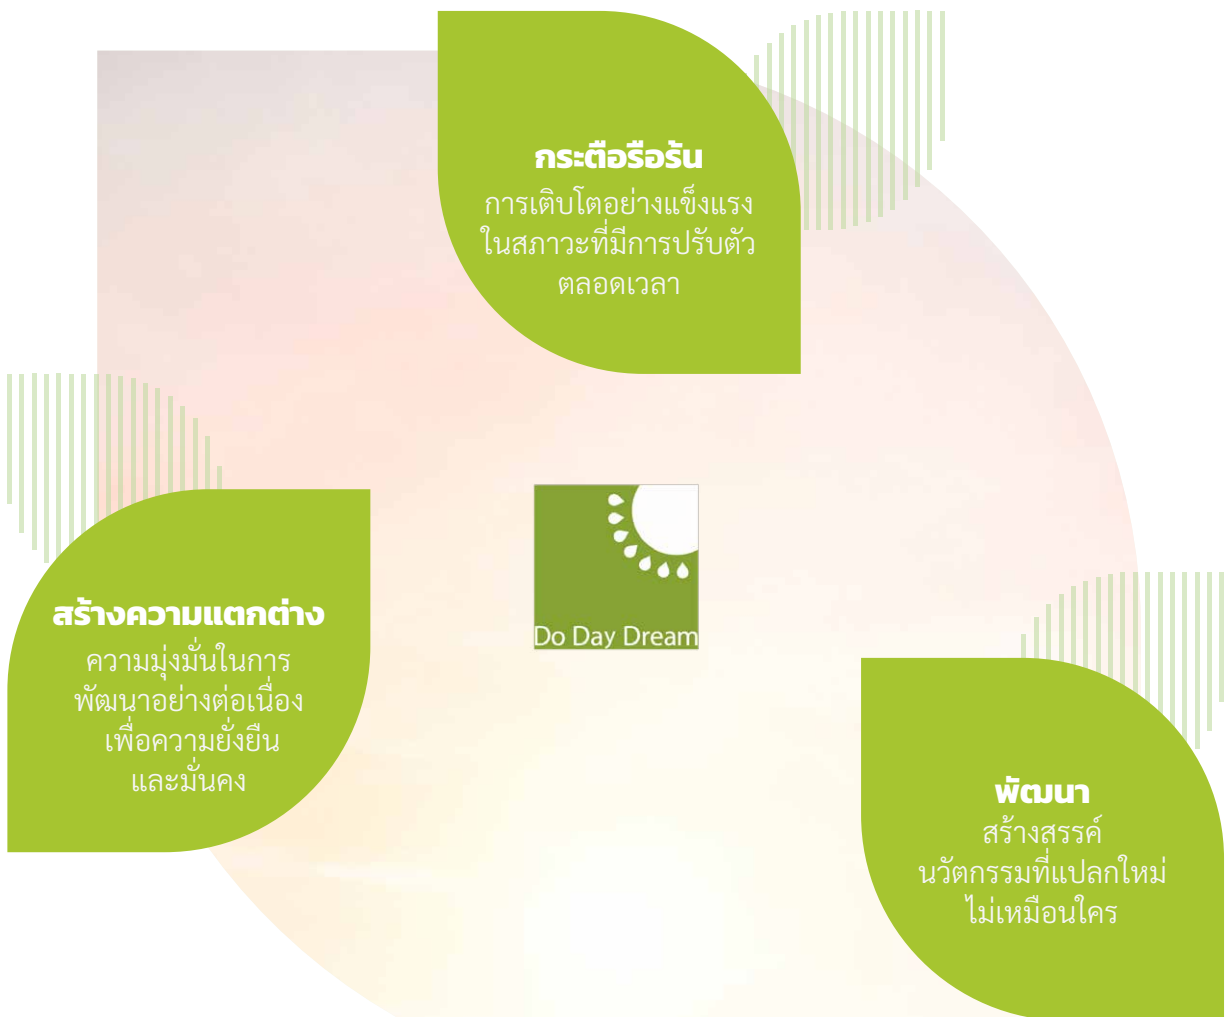 กระตือรือร้น
การเติบโตอย่างแข็งแรง
ในสภาวะที่มีการปรับตัว
ตลอดเวลา
Do Day Dream
สร้างความแตกต่าง
ความมุ่งมั่นในการ
พัฒนาอย่างต่อเนื่อง
เพื่อความยั่งยืน
และมั่นคง
พัฒนา
สร้างสรรค์
นวัตกรรมที่แปลกใหม่
ไม่เหมือนใคร